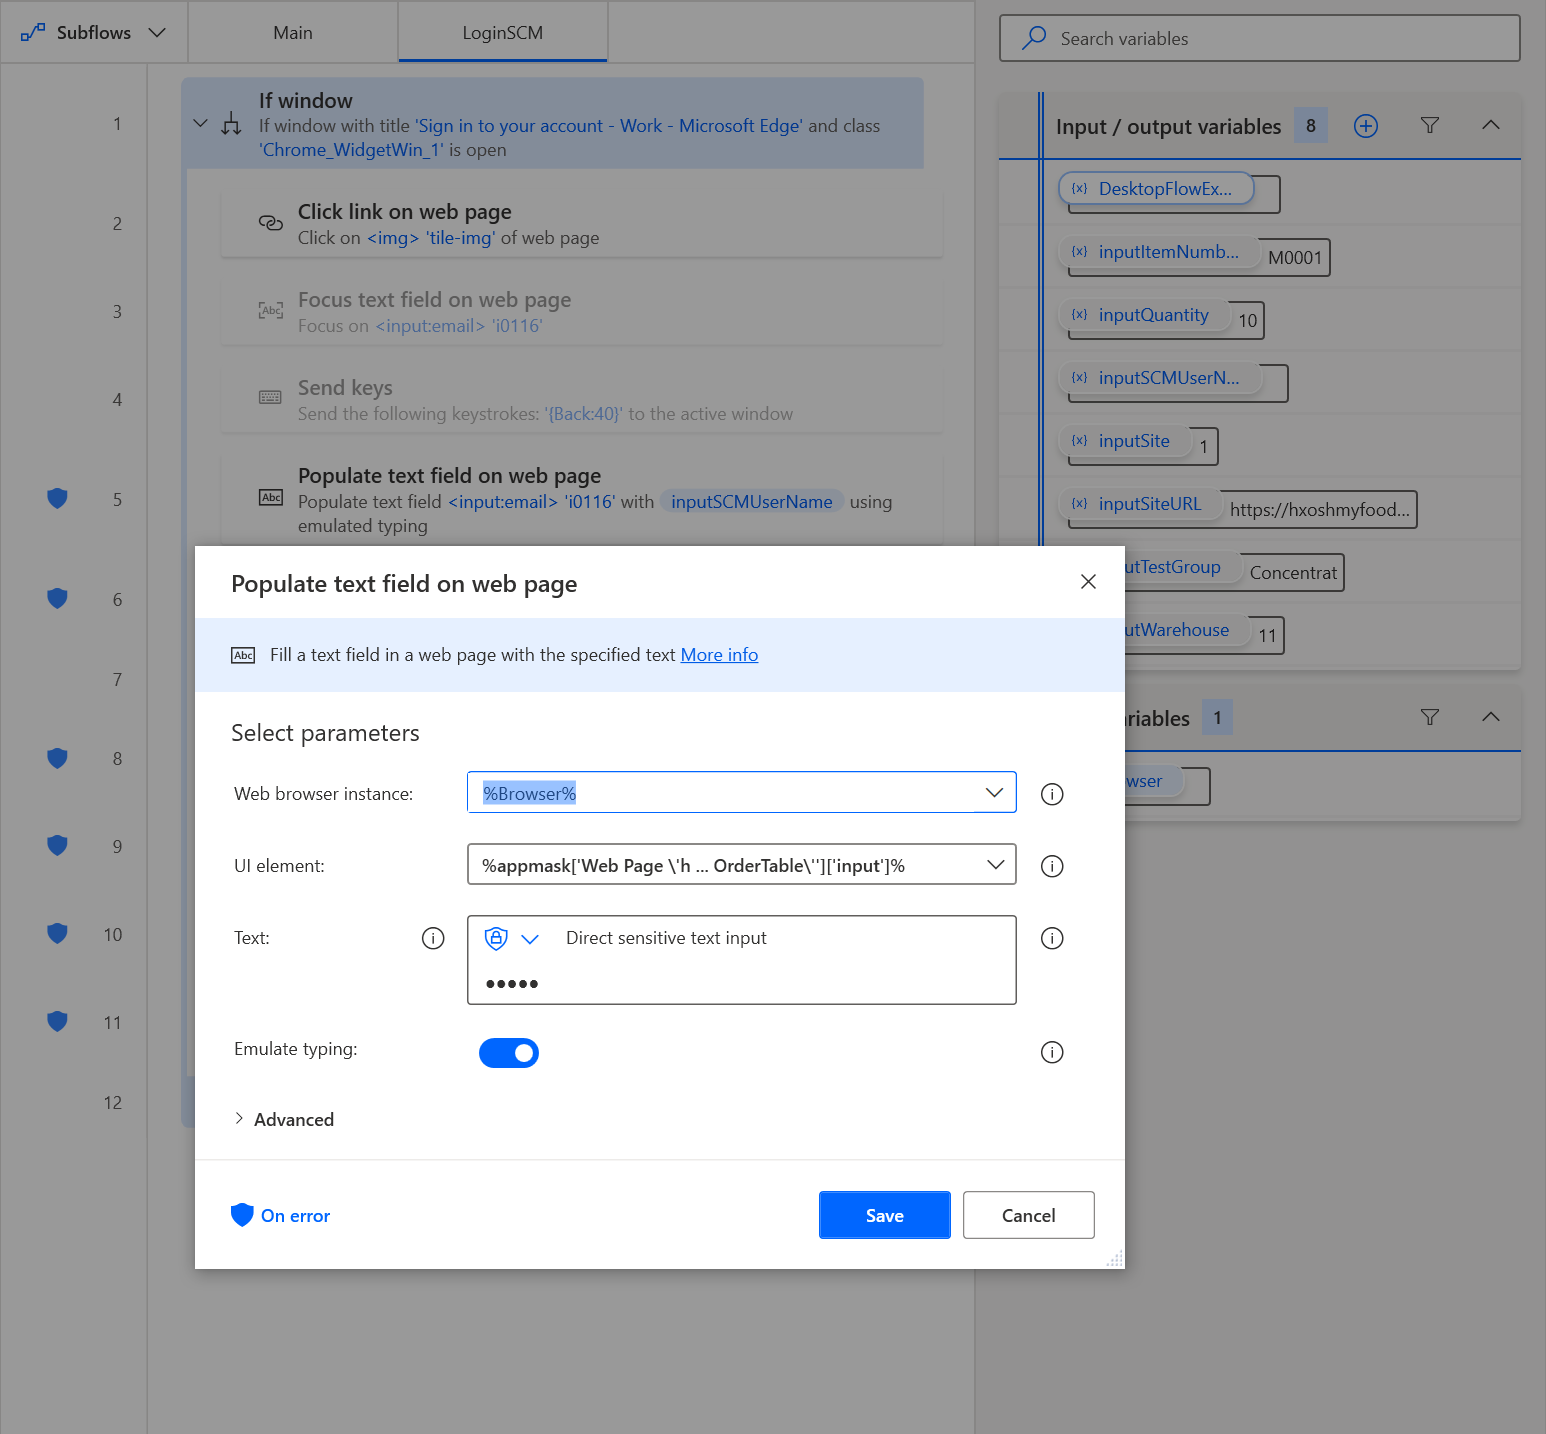 Subflows
Main
LoginSCM
Search variables
1
If window
If window with title 'Sign in to your account - Work - Microsoft Edge' and class
'Chrome_WidgetWin_1' is open
2
Click link on web page
Click on <img> 'tile-img' of web page
3
Abc
Focus text field on web page
Focus on <input:email> 'i0116'
4
Send keys
Send the following keystrokes: '{Back:40}' to the active window
5
Abc
Populate text field on web page
Populate text field <input:email> 'i0116' with inputSCMUserName using
emulated typing
6
7
8
9
10
11
12
Input / output variables 8
{x} DesktopFlowEx...
{x} inputItemNumb... M0001
{x} inputQuantity 10
{x} inputSCMUserN...
{x} inputSite 1
{x} inputSiteURL https://hxoshmyfood...
utTestGroup Concentrat
utWarehouse 11
riables 1
wser
Populate text field on web page
Abc Fill a text field in a web page with the specified text More info
Select parameters
Web browser instance: %Browser%
UI element: %appmask['Web Page \'h ... OrderTable\'']['input']%
Text: Direct sensitive text input
•••••
Emulate typing:
Advanced
On error
Save
Cancel